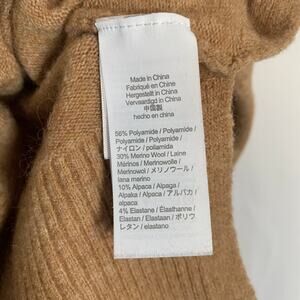 Made in China
Fabriqué en Chine
Hergestellt in China
Vervaardigd in China
中国製
hecho en china
56% Polyamide / Polyamide /
Polyamid / Polyamide /
ナイロン / poliamida
30% Merino Wool / Laine
Mérinos / Merinowolle /
Merinowol / メリノウール /
lana merino
10% Alpaca / Alpaga /
Alpaka / Alpaca / アルパカ /
alpaca
4% Elastane / Élasthanne /
Elastan / Elastaan / ポリウ
レタン / elastano